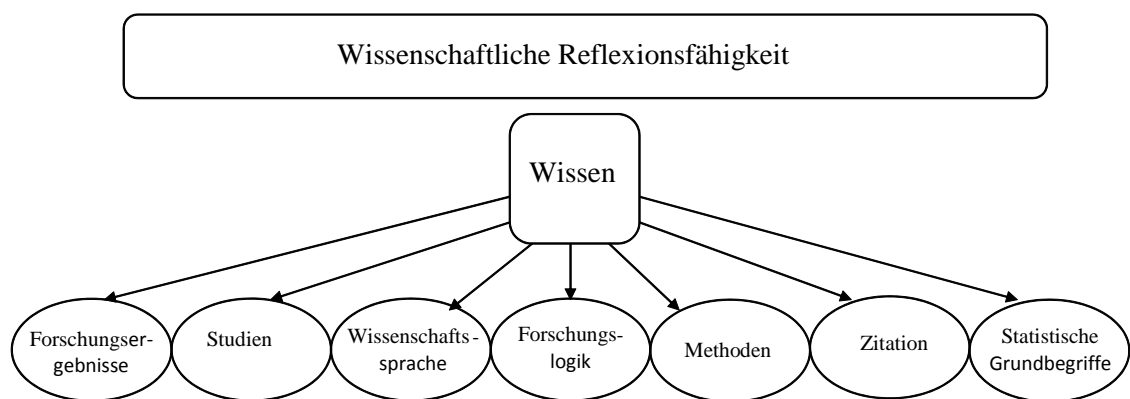 Wissenschaftliche Reflexionsfähigkeit
Wissen
Forschungser-
gebnisse
Studien
Wissenschafts-
sprache
Forschungs-
logik
Methoden
Zitation
Statistische
Grundbegriffe